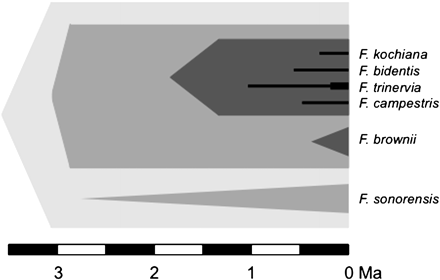 F. kochiana
F. bidentis
F. trinervia
F. campestris
F. brownii
F. sonorensis
3 2 1 0 Ma